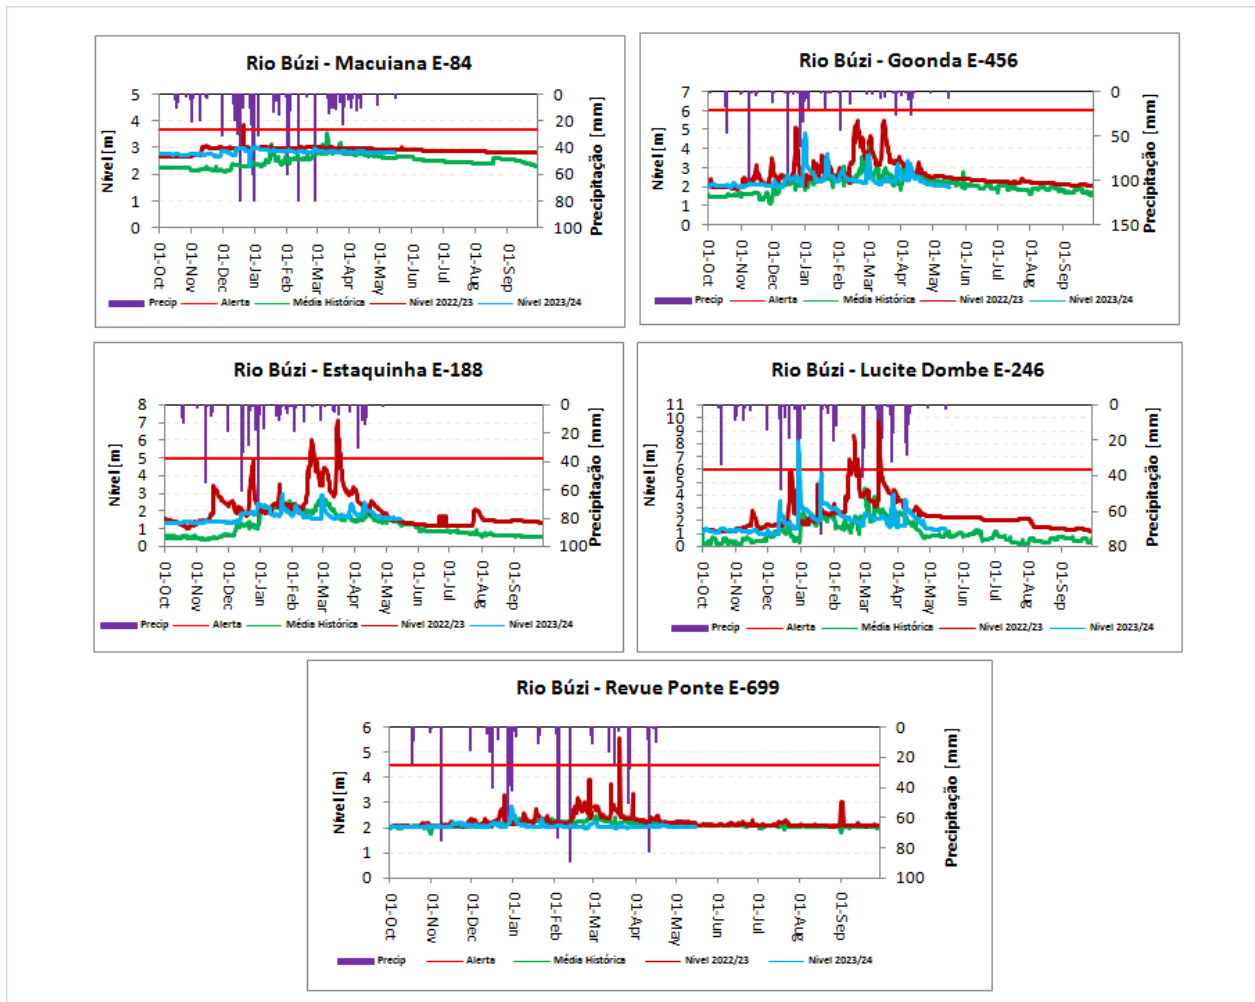 Rio Búzi - Macuiana E-84
Nível [m]
5
4
3
2
1
0
0
20
40
60
80
100
Precipitação [mm]
01-Oct
01-Nov
01-Dec
01-Jan
01-Feb
01-Mar
01-Apr
01-May
01-Jun
01-Jul
01-Aug
01-Sep
Precip Alerta Média Histórica Nivel 2022/23 Nivel 2023/24
Rio Búzi - Goonda E-456
Nível [m]
7
6
5
4
3
2
1
0
0
50
100
150
Precipitação [mm]
01-Oct
01-Nov
01-Dec
01-Jan
01-Feb
01-Mar
01-Apr
01-May
01-Jun
01-Jul
01-Aug
01-Sep
Precip Alerta Média Histórica Nivel 2022/23 Nivel 2023/24
Rio Búzi - Estaquinha E-188
Nível [m]
8
7
6
5
4
3
2
1
0
0
20
40
60
80
100
Precipitação [mm]
01-Oct
01-Nov
01-Dec
01-Jan
01-Feb
01-Mar
01-Apr
01-May
01-Jun
01-Jul
01-Aug
01-Sep
Precip Alerta Média Histórica Nivel 2022/23 Nivel 2023/24
Rio Búzi - Lucite Dombe E-246
Nível [m]
11
10
9
8
7
6
5
4
3
2
1
0
0
20
40
60
80
Precipitação [mm]
01-Oct
01-Nov
01-Dec
01-Jan
01-Feb
01-Mar
01-Apr
01-May
01-Jun
01-Jul
01-Aug
01-Sep
Precip Alerta Média Histórica Nivel 2022/23 Nivel 2023/24
Rio Búzi - Revue Ponte E-699
Nível [m]
6
5
4
3
2
1
0
0
20
40
60
80
100
Precipitação [mm]
01-Oct
01-Nov
01-Dec
01-Jan
01-Feb
01-Mar
01-Apr
01-May
01-Jun
01-Jul
01-Aug
01-Sep
Precip Alerta Média Histórica Nivel 2022/23 Nivel 2023/24